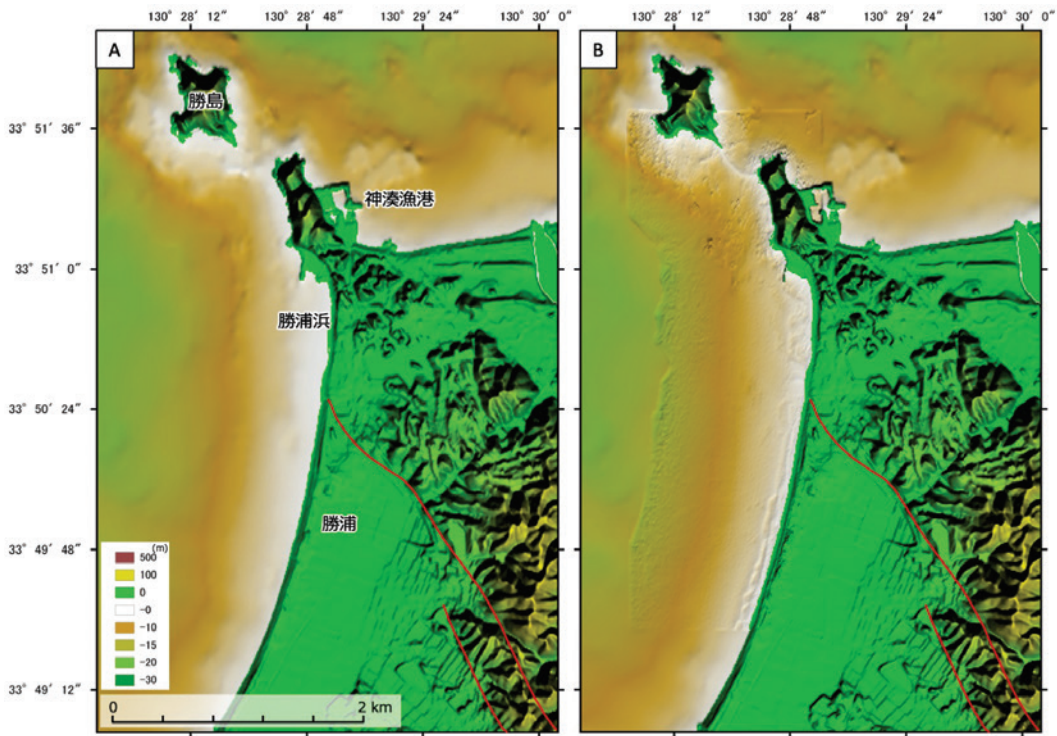 130° 28′ 12″
130° 28′ 48″
130° 29′ 24″
130° 30′ 0″
130° 28′ 12″
130° 28′ 48″
130° 29′ 24″
130° 30′ 0″
A
B
勝島
33° 51′ 36″
神湊漁港
33° 51′ 0″
勝浦浜
33° 50′ 24″
勝浦
33° 49′ 48″
(m)
500
100
0
-0
-10
-15
-20
-30
33° 49′ 12″
0
2 km